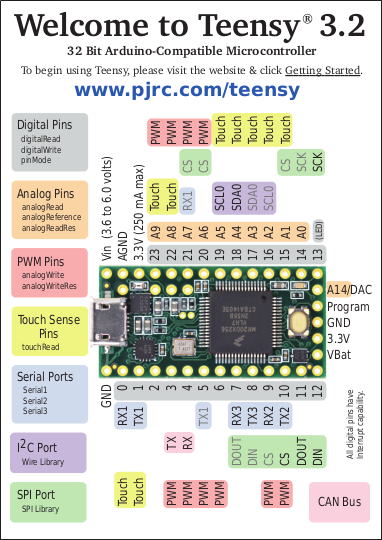 Welcome to Teensy® 3.2
32 Bit Arduino-Compatible Microcontroller
To begin using Teensy, please visit the website & click Getting Started.
www.pjrc.com/teensy
Digital Pins
digitalRead
digitalWrite
pinMode
Analog Pins
analogRead
analogReference
analogReadRes
PWM Pins
analogWrite
analogWriteRes
Touch Sense
Pins
touchRead
Serial Ports
Serial1
Serial2
Serial3
I²C Port
Wire Library
SPI Port
SPI Library
PWM PWM PWM PWM Touch Touch Touch Touch Touch
CS CS CS SCK SCK
Touch Touch RX1 SCL0 SDA0 SDA0 SCL0
Vin (3.6 to 6.0 volts)
AGND
3.3V (250 mA max)
A9 A8 A7 A6 A5 A4 A3 A2 A1 A0 (LED)
23 22 21 20 19 18 17 16 15 14 13
A14/DAC
Program
GND
3.3V
VBat
GND 0 1 2 3 4 5 6 7 8 9 10 11 12
RX1 TX1 TX1 RX3 TX3 RX2 TX2
TX RX DOUT DIN CS CS DOUT DIN
Touch Touch PWM PWM PWM PWM PWM PWM
All digital pins have
Interrupt capability.
CAN Bus